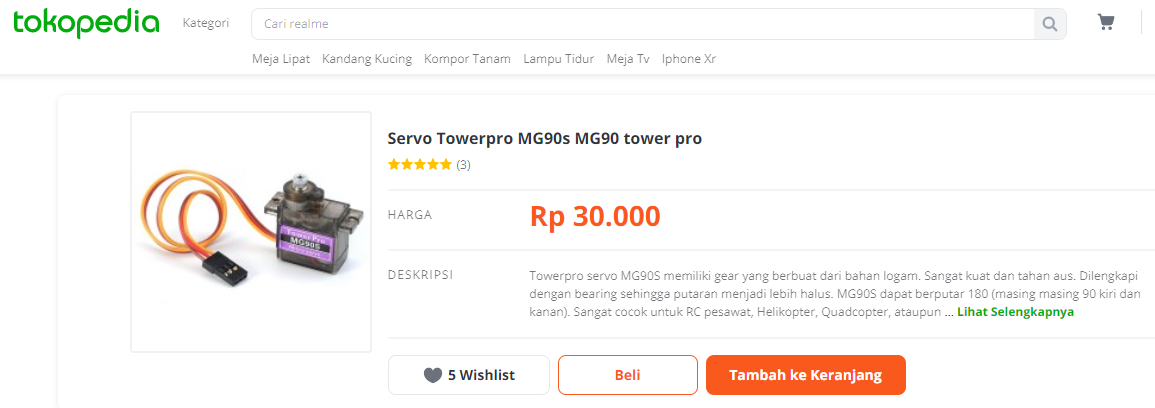 tokopedia
Kategori
Cari realme
Meja Lipat Kandang Kucing Kompor Tanam Lampu Tidur Meja Tv Iphone Xr
Servo Towerpro MG90s MG90 tower pro
(3)
HARGA
Rp 30.000
DESKRIPSI
Towerpro servo MG90S memiliki gear yang berbuat dari bahan logam. Sangat kuat dan tahan aus. Dilengkapi
dengan bearing sehingga putaran menjadi lebih halus. MG90S dapat berputar 180 (masing masing 90 kiri dan
kanan). Sangat cocok untuk RC pesawat, Helikopter, Quadcopter, ataupun ... Lihat Selengkapnya
5 Wishlist
Beli
Tambah ke Keranjang
Tower Pro
MG90S